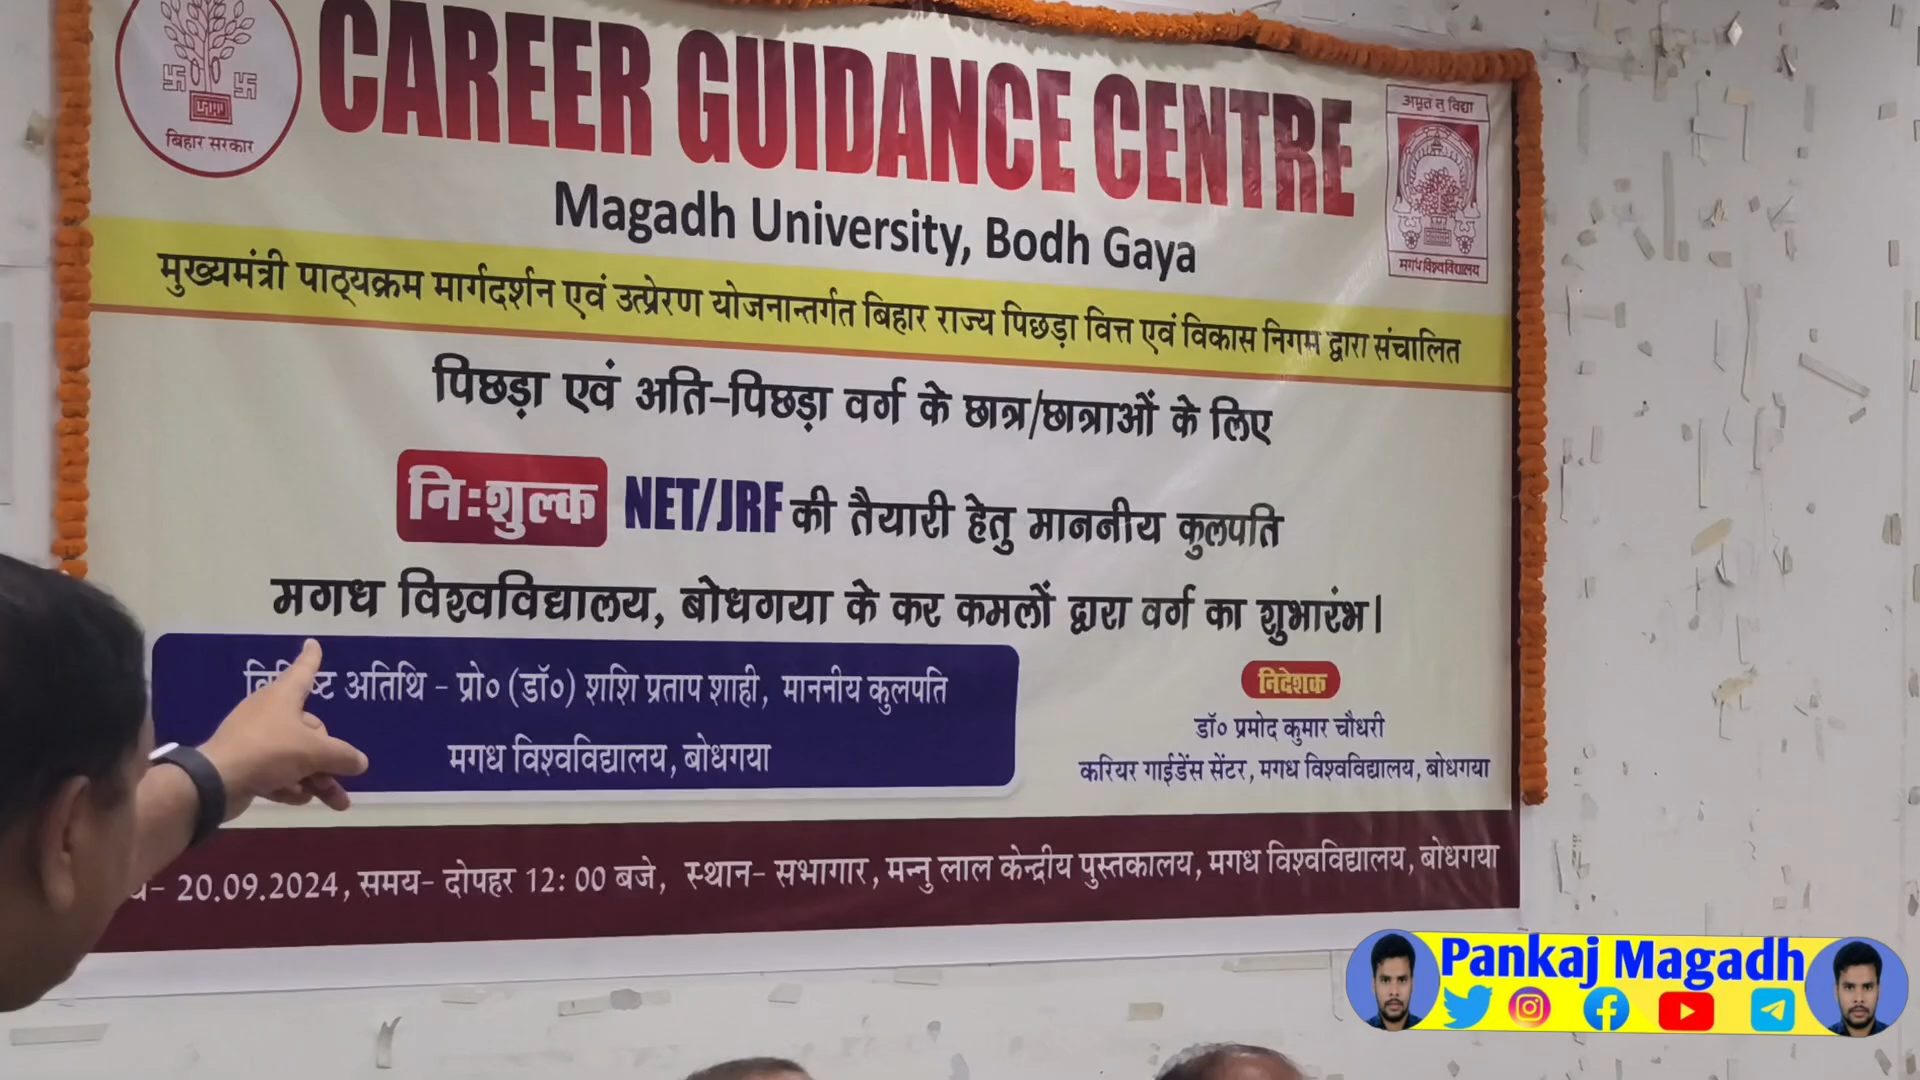 CAREER GUIDANCE CENTRE
बिहार सरकार
अमृतं तु विद्या
मगध विश्वविद्यालय
Magadh University, Bodh Gaya
मुख्यमंत्री पाठ्यक्रम मार्गदर्शन एवं उत्प्रेरण योजनान्तर्गत बिहार राज्य पिछड़ा वित्त एवं विकास निगम द्वारा संचालित
पिछड़ा एवं अति-पिछड़ा वर्ग के छात्र/छात्राओं के लिए
निःशुल्क NET/JRF की तैयारी हेतु माननीय कुलपति
मगध विश्वविद्यालय, बोधगया के कर कमलों द्वारा वर्ग का शुभारंभ।
अतिथि - प्रो० (डॉ०) शशि प्रताप शाही, माननीय कुलपति
मगध विश्वविद्यालय, बोधगया
निदेशक
डॉ० प्रमोद कुमार चौधरी
करियर गाईडेंस सेंटर, मगध विश्वविद्यालय, बोधगया
- 20.09.2024, समय- दोपहर 12: 00 बजे, स्थान- सभागार, मन्नु लाल केन्द्रीय पुस्तकालय, मगध विश्वविद्यालय, बोधगया
Pankaj Magadh